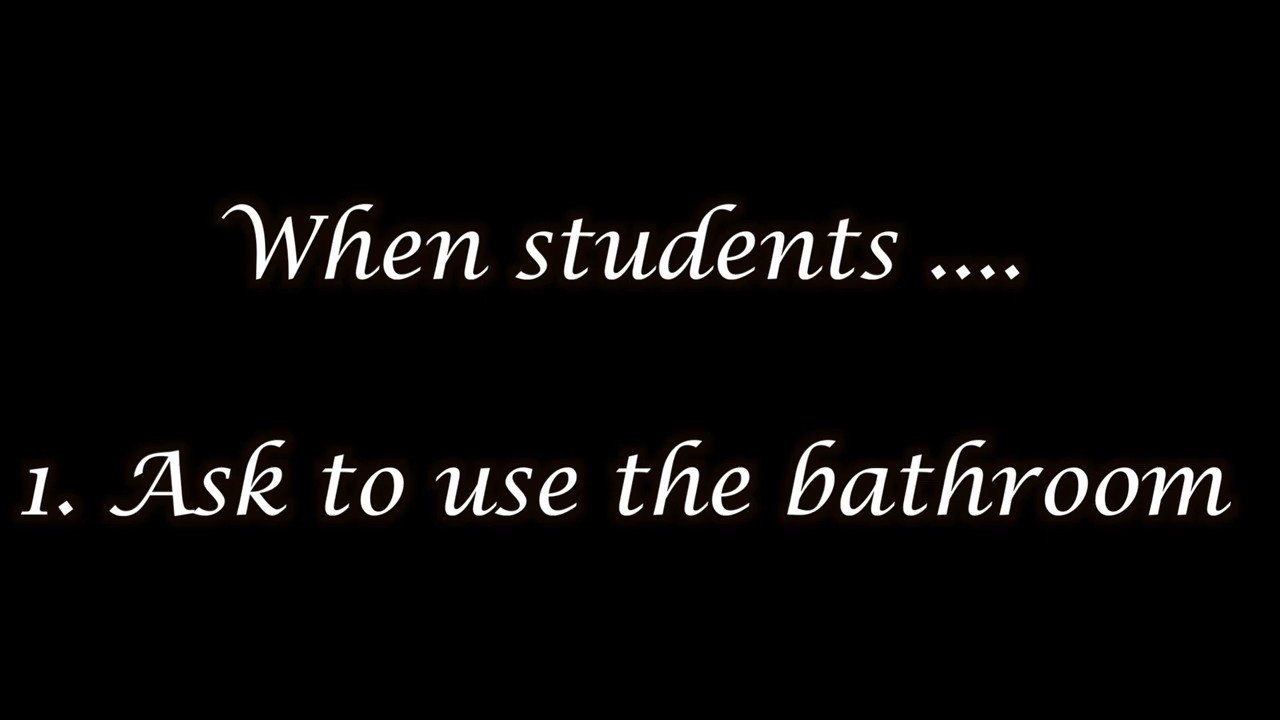 When students ....
1. Ask to use the bathroom